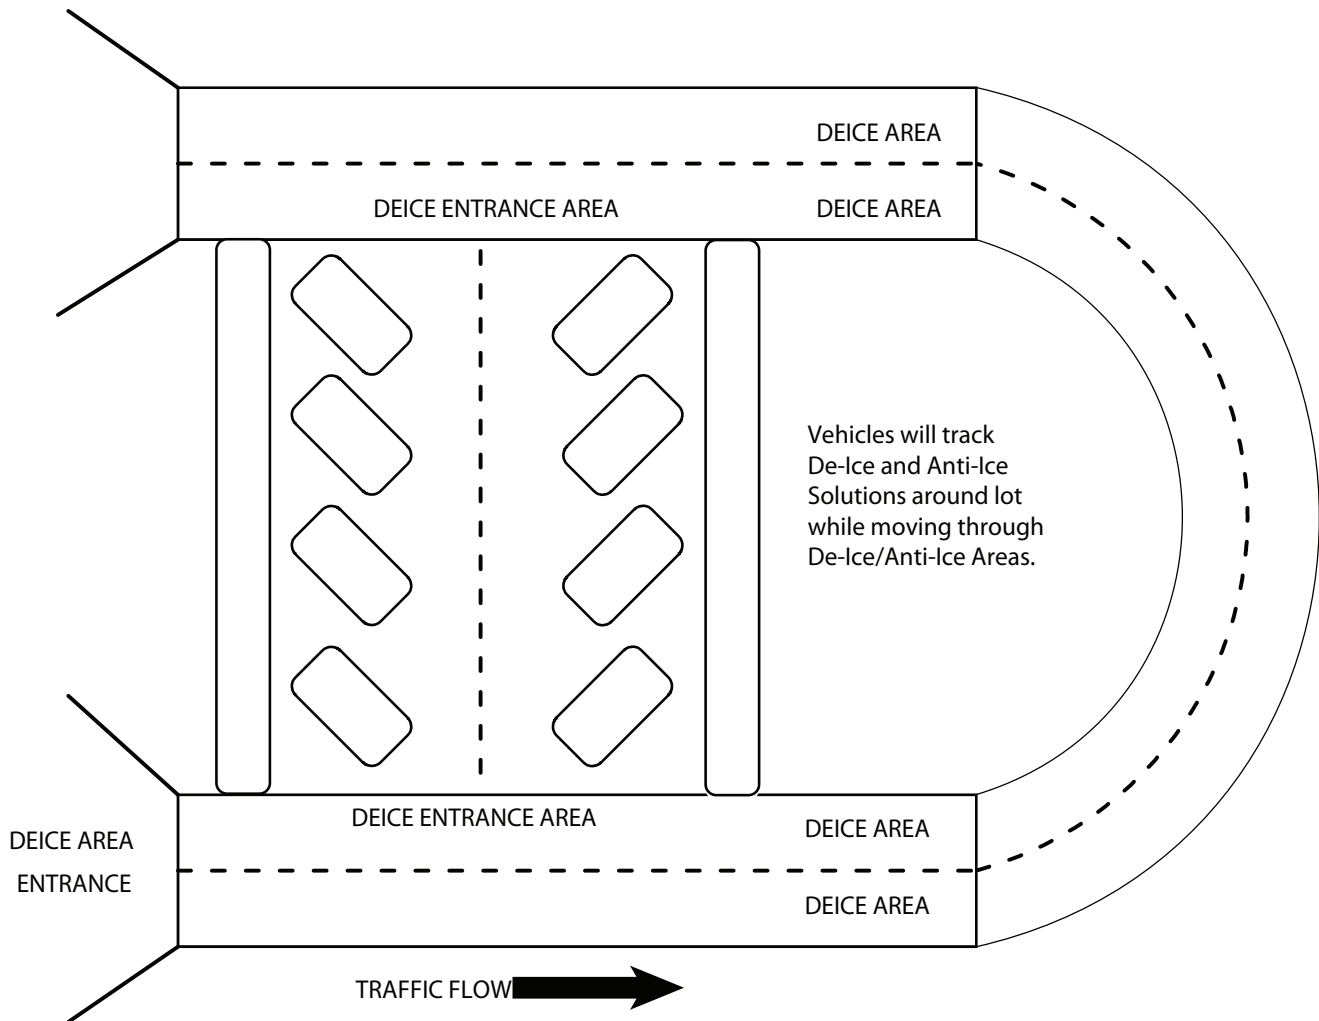 DEICE AREA
DEICE ENTRANCE AREA
DEICE AREA
Vehicles will track
De-Ice and Anti-Ice
Solutions around lot
while moving through
De-Ice/Anti-Ice Areas.
DEICE ENTRANCE AREA
DEICE AREA
DEICE AREA
ENTRANCE
DEICE AREA
TRAFFIC FLOW